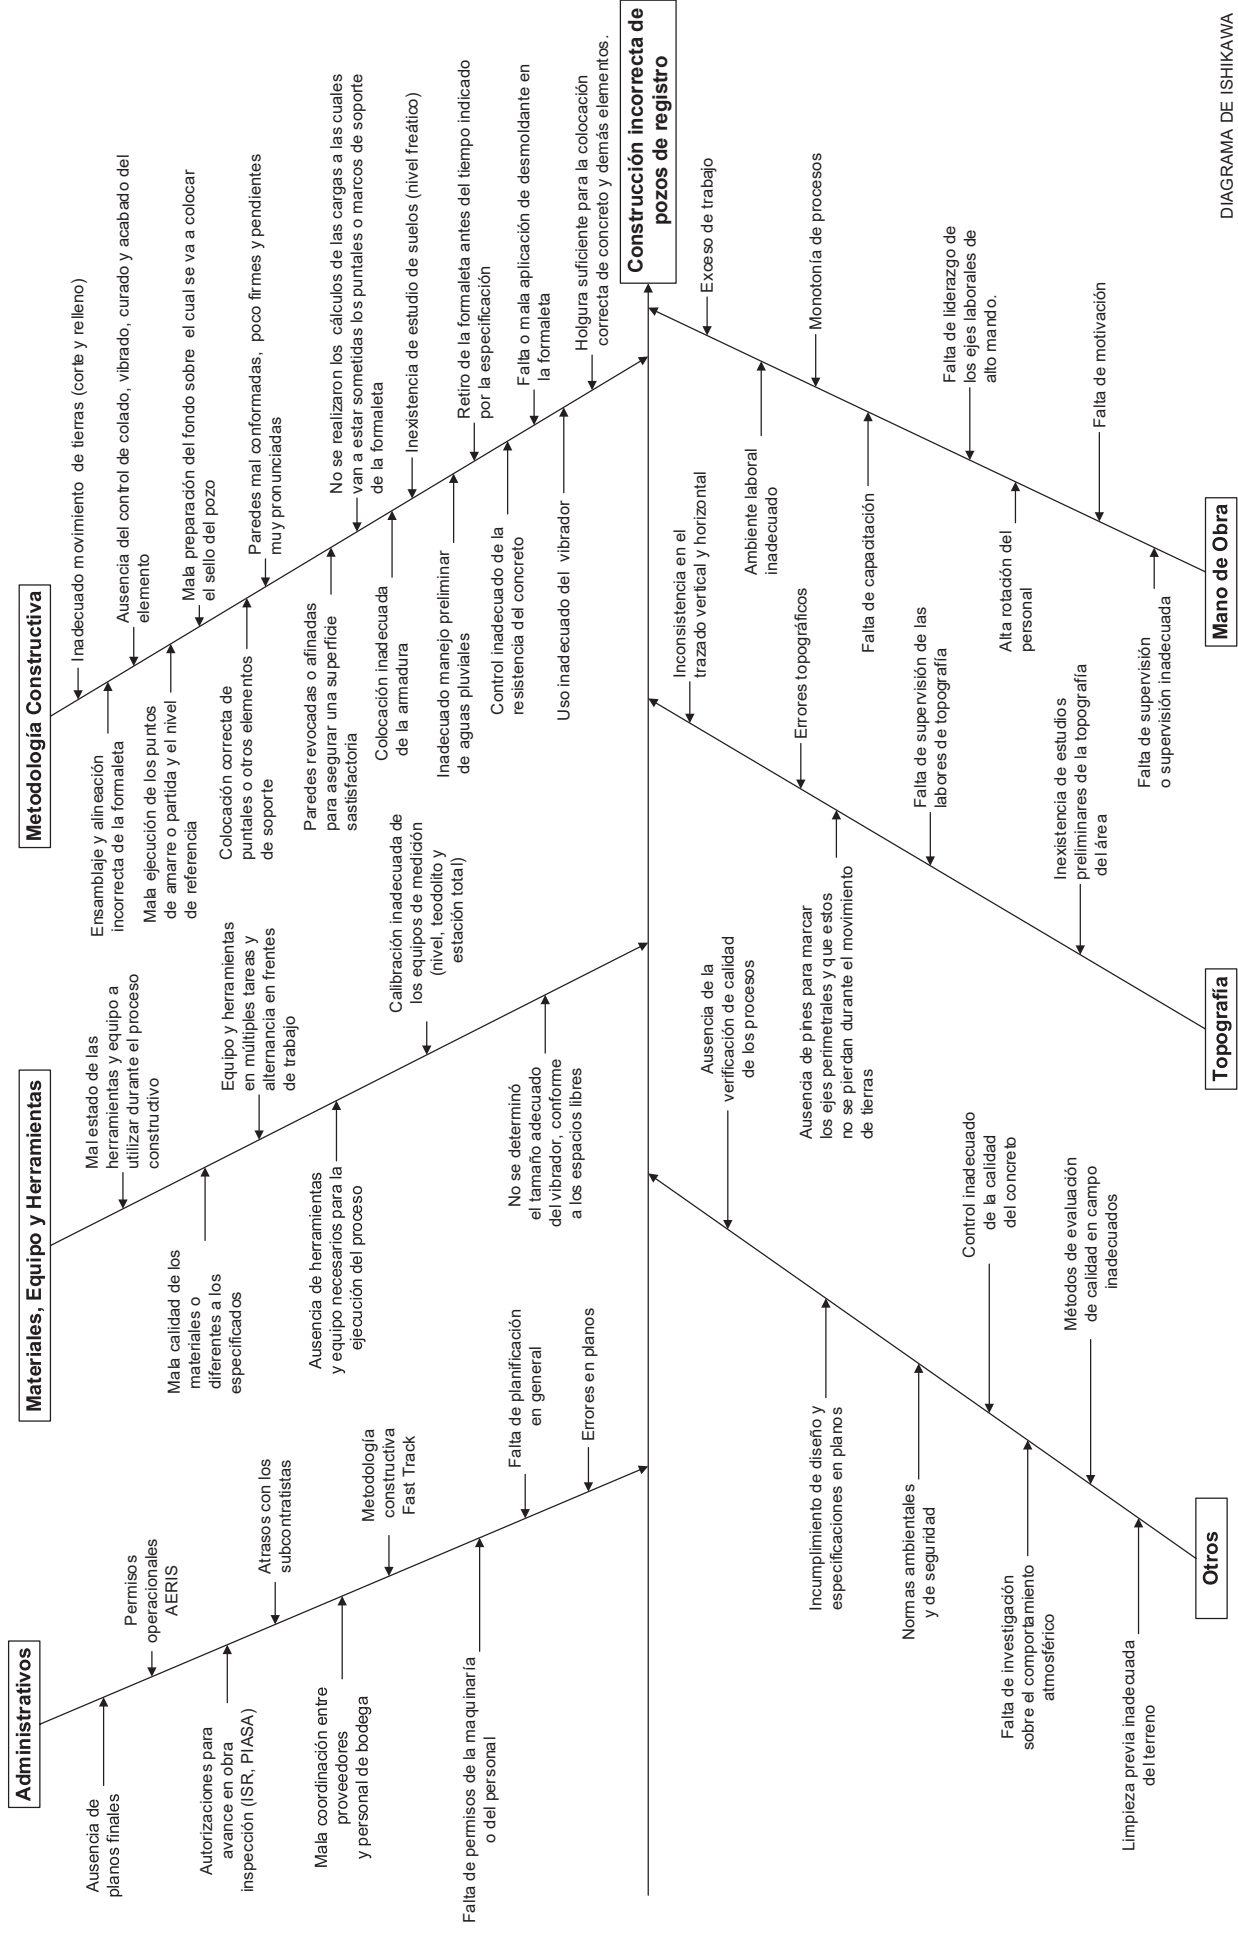 Administrativos
Ausencia de
planos finales
Permisos
operacionales
AERIS
Autorizaciones para
avance en obra
inspección (ISR, PIASA)
Atrasos con los
subcontratistas
Mala coordinación entre
proveedores
y personal de bodega
Metodología
constructiva
Fast Track
Falta de permisos de la maquinaría
o del personal
Falta de planificación
en general
Errores en planos
Materiales, Equipo y Herramientas
Mal estado de las
herramientas y equipo a
utilizar durante el proceso
constructivo
Mala calidad de los
materiales o
diferentes a los
especificados
Equipo y herramientas
en múltiples tareas y
alternancia en frentes
de trabajo
Ausencia de herramientas
y equipo necesarios para la
ejecución del proceso
Calibración inadecuada de
los equipos de medición
(nivel, teodolito y
estación total)
No se determinó
el tamaño adecuado
del vibrador, conforme
a los espacios libres
Metodología Constructiva
Inadecuado movimiento de tierras (corte y relleno)
Ensamblaje y alineación
incorrecta de la formaleta
Ausencia del control de colado, vibrado, curado y acabado del
elemento
Mala ejecución de los puntos
de amarre o partida y el nivel
de referencia
Mala preparación del fondo sobre el cual se va a colocar
el sello del pozo
Colocación correcta de
puntales o otros elementos
de soporte
Paredes mal conformadas, poco firmes y pendientes
muy pronunciadas
Paredes revocadas o afinadas
para asegurar una superficie
sastisfactoria
No se realizaron los cálculos de las cargas a las cuales
van a estar sometidas los puntales o marcos de soporte
de la formaleta
Colocación inadecuada
de la armadura
Inexistencia de estudio de suelos (nivel freático)
Inadecuado manejo preliminar
de aguas pluviales
Retiro de la formaleta antes del tiempo indicado
por la especificación
Control inadecuado de la
resistencia del concreto
Falta o mala aplicación de desmoldante en
la formaleta
Uso inadecuado del vibrador
Holgura suficiente para la colocación
correcta de concreto y demás elementos.
Construcción incorrecta de
pozos de registro
Ausencia de la
verificación de calidad
de los procesos
Incumplimiento de diseño y
especificaciones en planos
Normas ambientales
y de seguridad
Control inadecuado
de la calidad
del concreto
Falta de investigación
sobre el comportamiento
atmosférico
Métodos de evaluación
de calidad en campo
inadecuados
Limpieza previa inadecuada
del terreno
Otros
Inconsistencia en el
trazado vertical y horizontal
Errores topográficos
Ausencia de pines para marcar
los ejes perimetrales y que estos
no se pierdan durante el movimiento
de tierras
Falta de supervisión de las
labores de topografía
Inexistencia de estudios
preliminares de la topografía
del área
Topografía
Exceso de trabajo
Ambiente laboral
inadecuado
Monotonía de procesos
Falta de capacitación
Falta de liderazgo de
los ejes laborales de
alto mando.
Alta rotación del
personal
Falta de motivación
Falta de supervisión
o supervisión inadecuada
Mano de Obra
DIAGRAMA DE ISHIKAWA